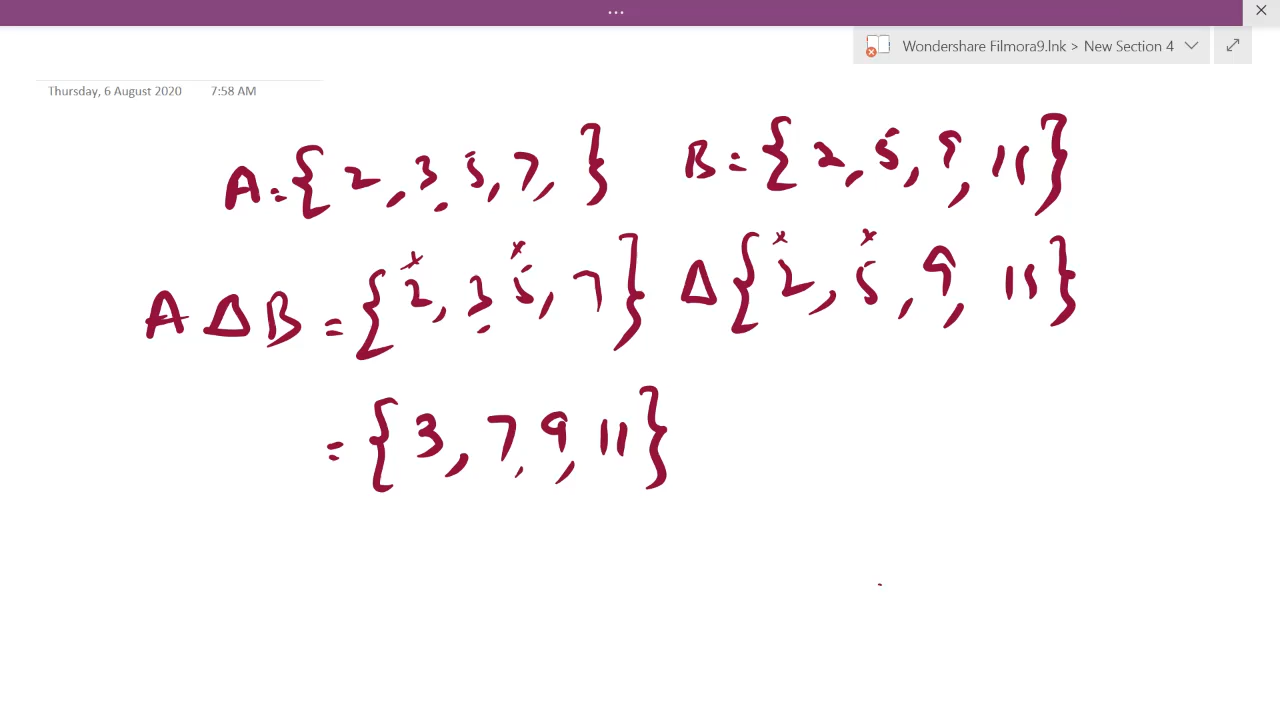 ...
Wondershare Filmora9.lnk > New Section 4
Thursday, 6 August 2020 7:58 AM
A = { 2, 3, 5, 7, } B = { 2, 5, 9, 11 }
A Δ B = { 2, 3, 5, 7 } Δ { 2, 5, 9, 11 }
= { 3, 7, 9, 11 }